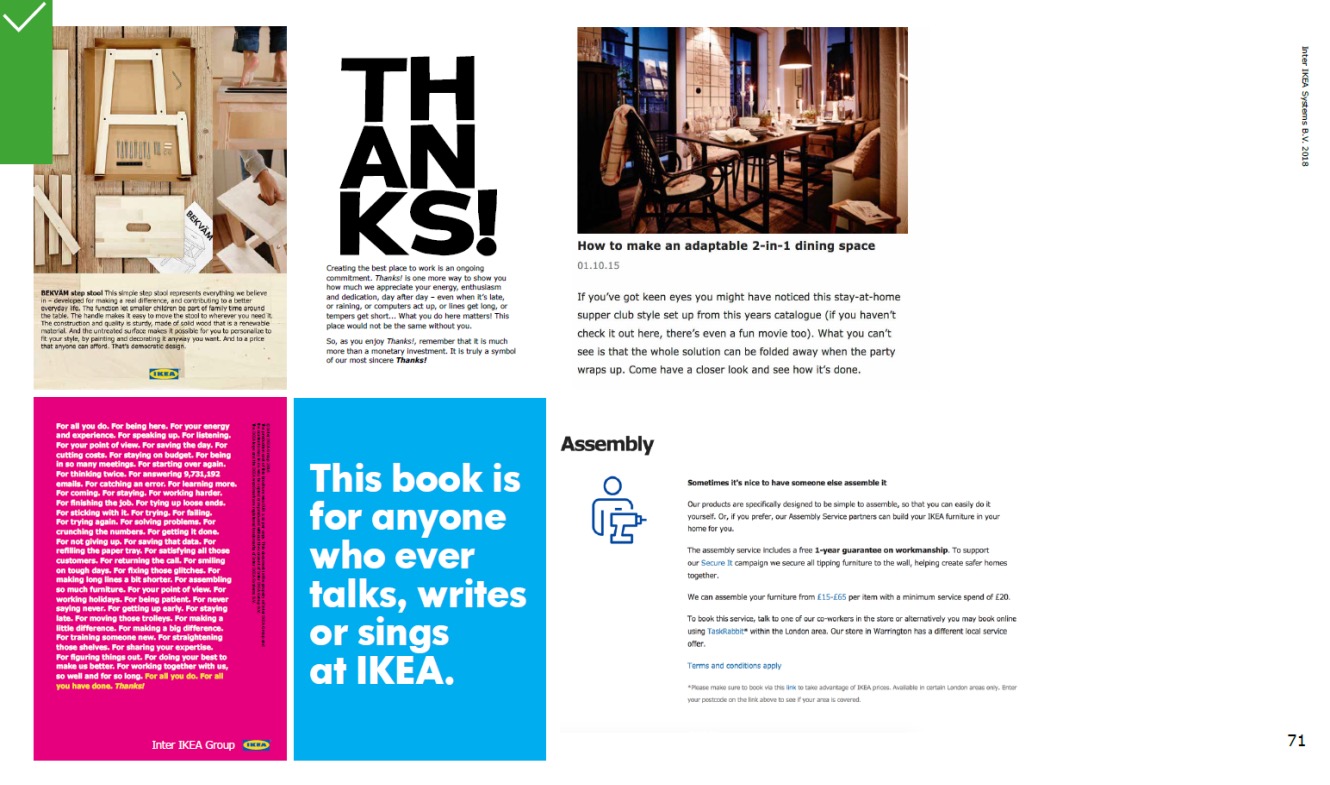 BEKVÄM
BEKVÄM step stool This simple step stool represents everything we believe
in – developed for making a real difference, and contributing to a better
everyday life. The function let smaller children be part of family time around
the table. The handle makes it easy to move the stool to wherever you need it.
The construction and quality is sturdy, made of solid wood that is a renewable
material. And the untreated surface makes it possible for you to personalize to
fit your style, by painting and decorating it anyway you want. And to a price
that anyone can afford. That's democratic design.
IKEA
TH
AN
KS!
Creating the best place to work is an ongoing
commitment. Thanks! is one more way to show you
how much we appreciate your energy, enthusiasm
and dedication, day after day – even when it's late,
or raining, or computers act up, or lines get long, or
tempers get short... What you do here matters! This
place would not be the same without you.
So, as you enjoy Thanks!, remember that it is much
more than a monetary investment. It is truly a symbol
of our most sincere Thanks!
How to make an adaptable 2-in-1 dining space
01.10.15
If you've got keen eyes you might have noticed this stay-at-home
supper club style set up from this years catalogue (if you haven't
check it out here, there's even a fun movie too). What you can't
see is that the whole solution can be folded away when the party
wraps up. Come have a closer look and see how it's done.
Inter IKEA Systems B.V. 2018
For all you do. For being here. For your energy
and experience. For speaking up. For listening.
For your point of view. For saving the day. For
cutting costs. For staying on budget. For being
in so many meetings. For starting over again.
For thinking twice. For answering 9,731,192
emails. For catching an error. For learning more.
For coming. For staying. For working harder.
For finishing the job. For tying up loose ends.
For sticking with it. For trying. For failing.
For trying again. For solving problems. For
crunching the numbers. For getting it done.
For not giving up. For saving that data. For
refilling the paper tray. For satisfying all those
customers. For returning the call. For smiling
on tough days. For fixing those glitches. For
making long lines a bit shorter. For assembling
so much furniture. For your point of view. For
working holidays. For being patient. For never
saying never. For getting up early. For staying
late. For moving those trolleys. For making a
little difference. For making a big difference.
For training someone new. For straightening
those shelves. For sharing your expertise.
For figuring things out. For doing your best to
make us better. For working together with us,
so well and for so long. For all you do. For all
you have done. Thanks!
Inter IKEA Group IKEA
This book is
for anyone
who ever
talks, writes
or sings
at IKEA.
Assembly
Sometimes it's nice to have someone else assemble it
Our products are specifically designed to be simple to assemble, so that you can easily do it
yourself. Or, if you prefer, our Assembly Service partners can build your IKEA furniture in your
home for you.
The assembly service includes a free 1-year guarantee on workmanship. To support
our Secure It campaign we secure all tipping furniture to the wall, helping create safer homes
together.
We can assemble your furniture from £15-£65 per item with a minimum service spend of £20.
To book this service, talk to one of our co-workers in the store or alternatively you may book online
using TaskRabbit* within the London area. Our store in Warrington has a different local service
offer.
Terms and conditions apply
*Please make sure to book via this link to take advantage of IKEA prices. Available in certain London areas only. Enter
your postcode on the link above to see if your area is covered.
71